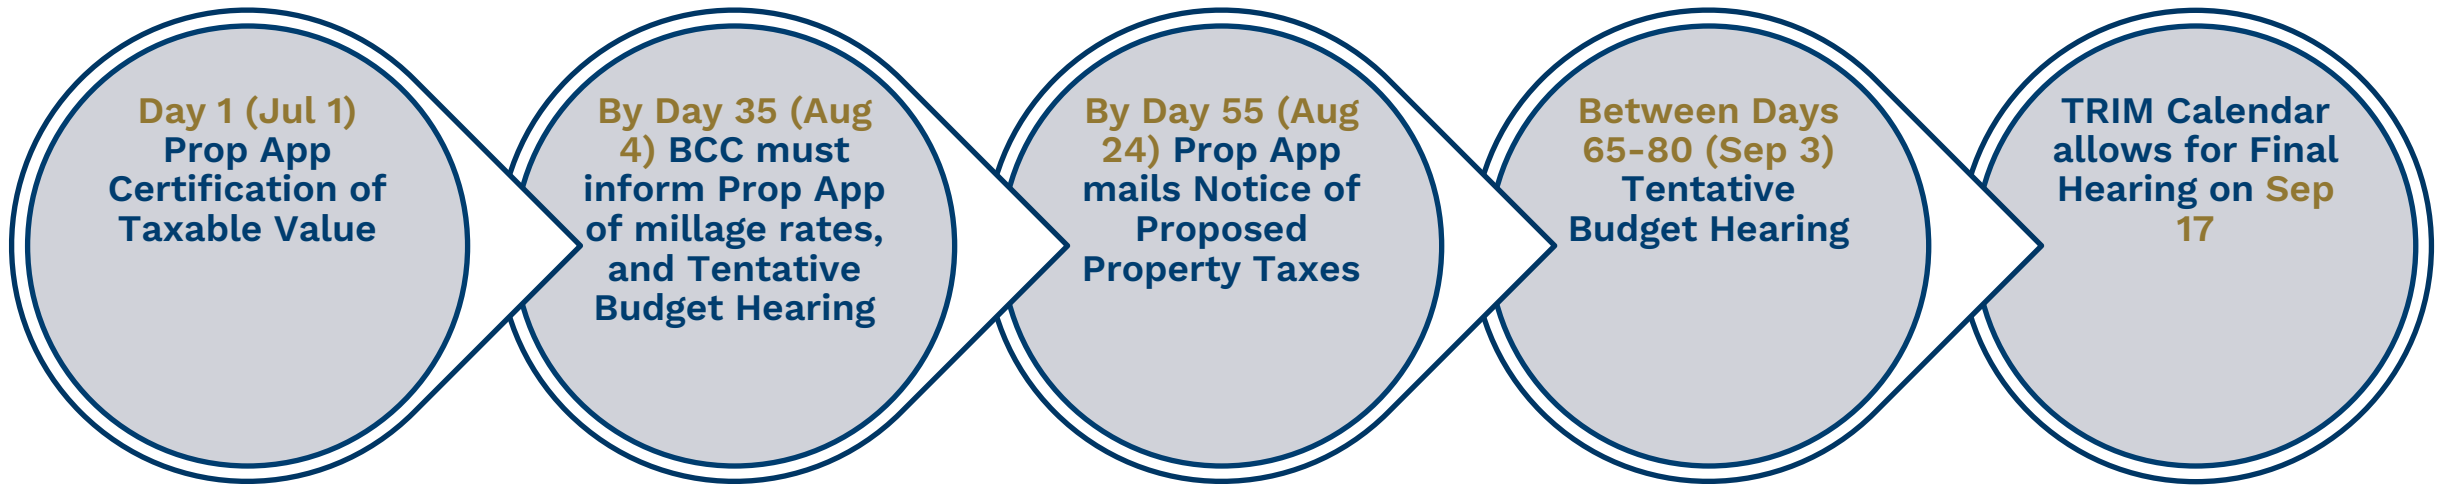 Day 1 (Jul 1)
Prop App
Certification of
Taxable Value
By Day 35 (Aug
4) BCC must
inform Prop App
of millage rates,
and Tentative
Budget Hearing
By Day 55 (Aug
24) Prop App
mails Notice of
Proposed
Property Taxes
Between Days
65-80 (Sep 3)
Tentative
Budget Hearing
TRIM Calendar
allows for Final
Hearing on Sep
17